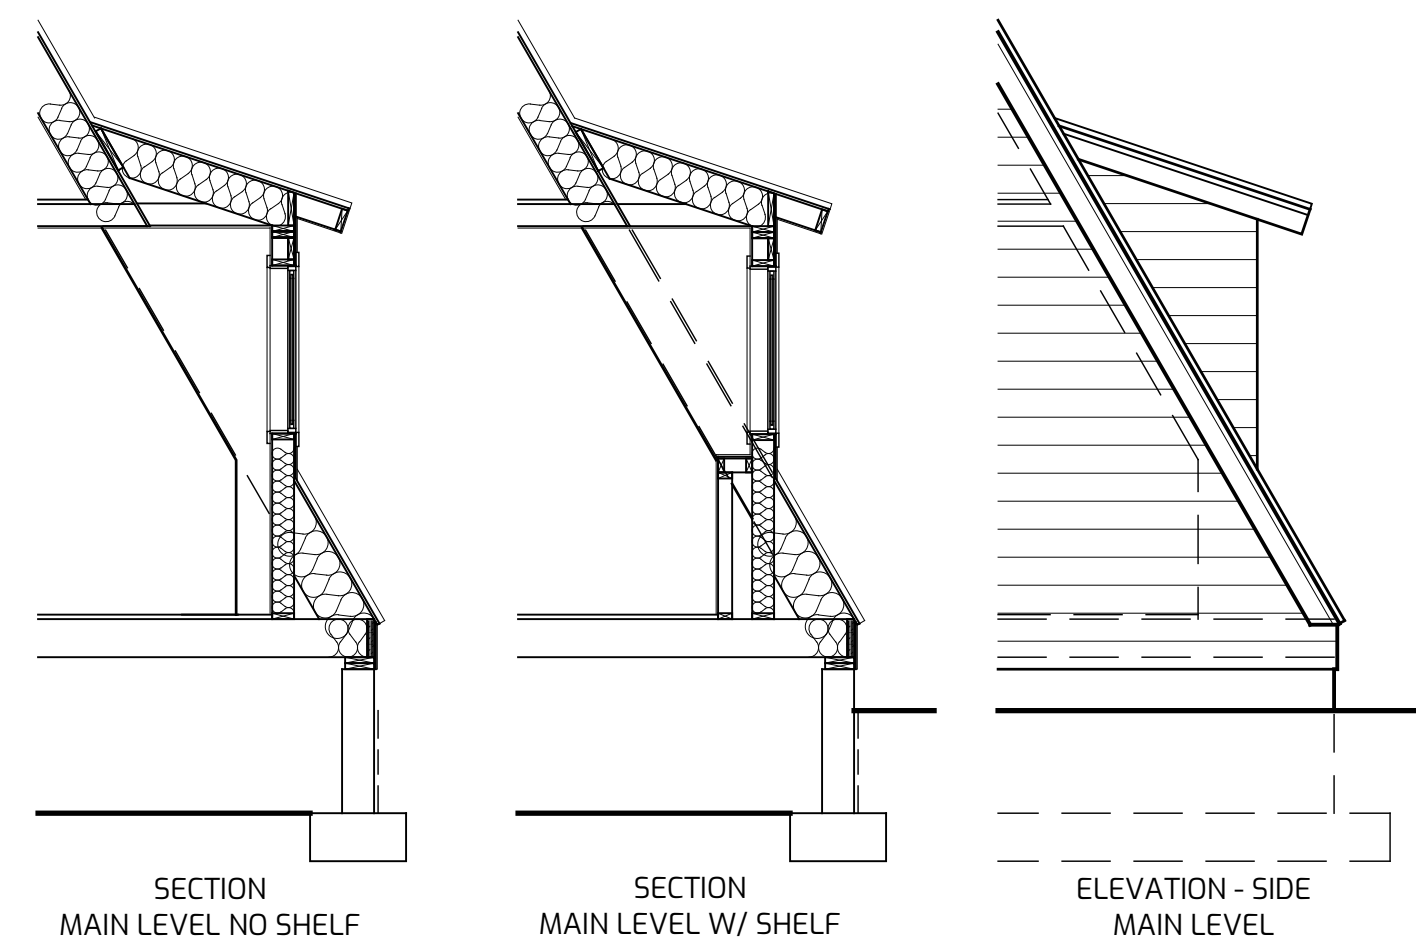 SECTION
MAIN LEVEL NO SHELF
SECTION
MAIN LEVEL W/ SHELF
ELEVATION - SIDE
MAIN LEVEL